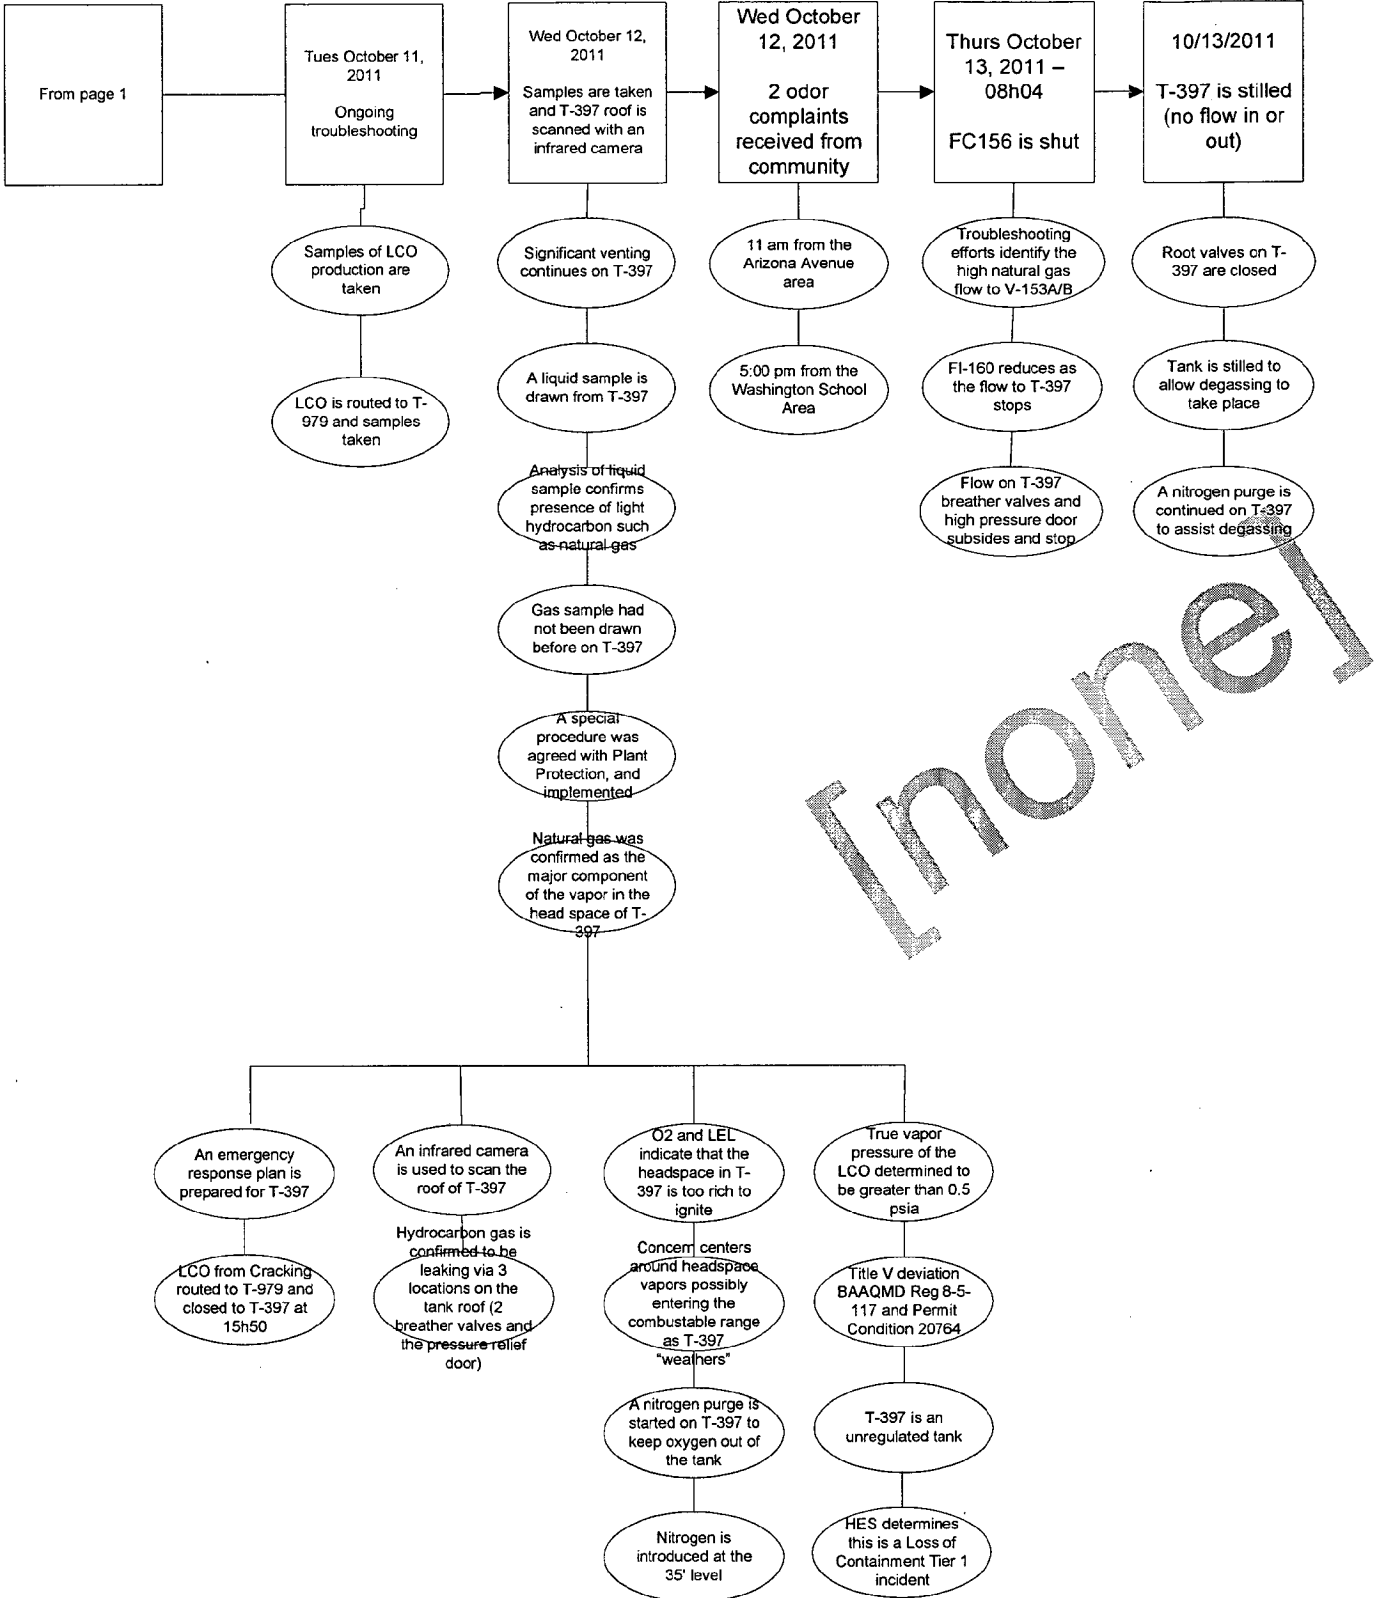 From page 1
Tues October 11,
2011
Ongoing
troubleshooting
Wed October 12,
2011
Samples are taken
and T-397 roof is
scanned with an
infrared camera
Wed October
12, 2011
2 odor
complaints
received from
community
Thurs October
13, 2011 –
08h04
FC156 is shut
10/13/2011
T-397 is stilled
(no flow in or
out)
Samples of LCO
production are
taken
LCO is routed to T-
979 and samples
taken
Significant venting
continues on T-397
A liquid sample is
drawn from T-397
Analysis of liquid
sample confirms
presence of light
hydrocarbon such
as natural gas
Gas sample had
not been drawn
before on T-397
A special
procedure was
agreed with Plant
Protection, and
implemented
Natural gas was
confirmed as the
major component
of the vapor in the
head space of T-
397
11 am from the
Arizona Avenue
area
5:00 pm from the
Washington School
Area
Troubleshooting
efforts identify the
high natural gas
flow to V-153A/B
FI-160 reduces as
the flow to T-397
stops
Flow on T-397
breather valves and
high pressure door
subsides and stop
Root valves on T-
397 are closed
Tank is stilled to
allow degassing to
take place
A nitrogen purge is
continued on T-397
to assist degassing
[none]
An emergency
response plan is
prepared for T-397
LCO from Cracking
routed to T-979 and
closed to T-397 at
15h50
An infrared camera
is used to scan the
roof of T-397
Hydrocarbon gas is
confirmed to be
leaking via 3
locations on the
tank roof (2
breather valves and
the pressure relief
door)
O2 and LEL
indicate that the
headspace in T-
397 is too rich to
ignite
Concern centers
around headspace
vapors possibly
entering the
combustable range
as T-397
"weathers"
A nitrogen purge is
started on T-397 to
keep oxygen out of
the tank
Nitrogen is
introduced at the
35' level
True vapor
pressure of the
LCO determined to
be greater than 0.5
psia
Title V deviation
BAAQMD Reg 8-5-
117 and Permit
Condition 20764
T-397 is an
unregulated tank
HES determines
this is a Loss of
Containment Tier 1
incident